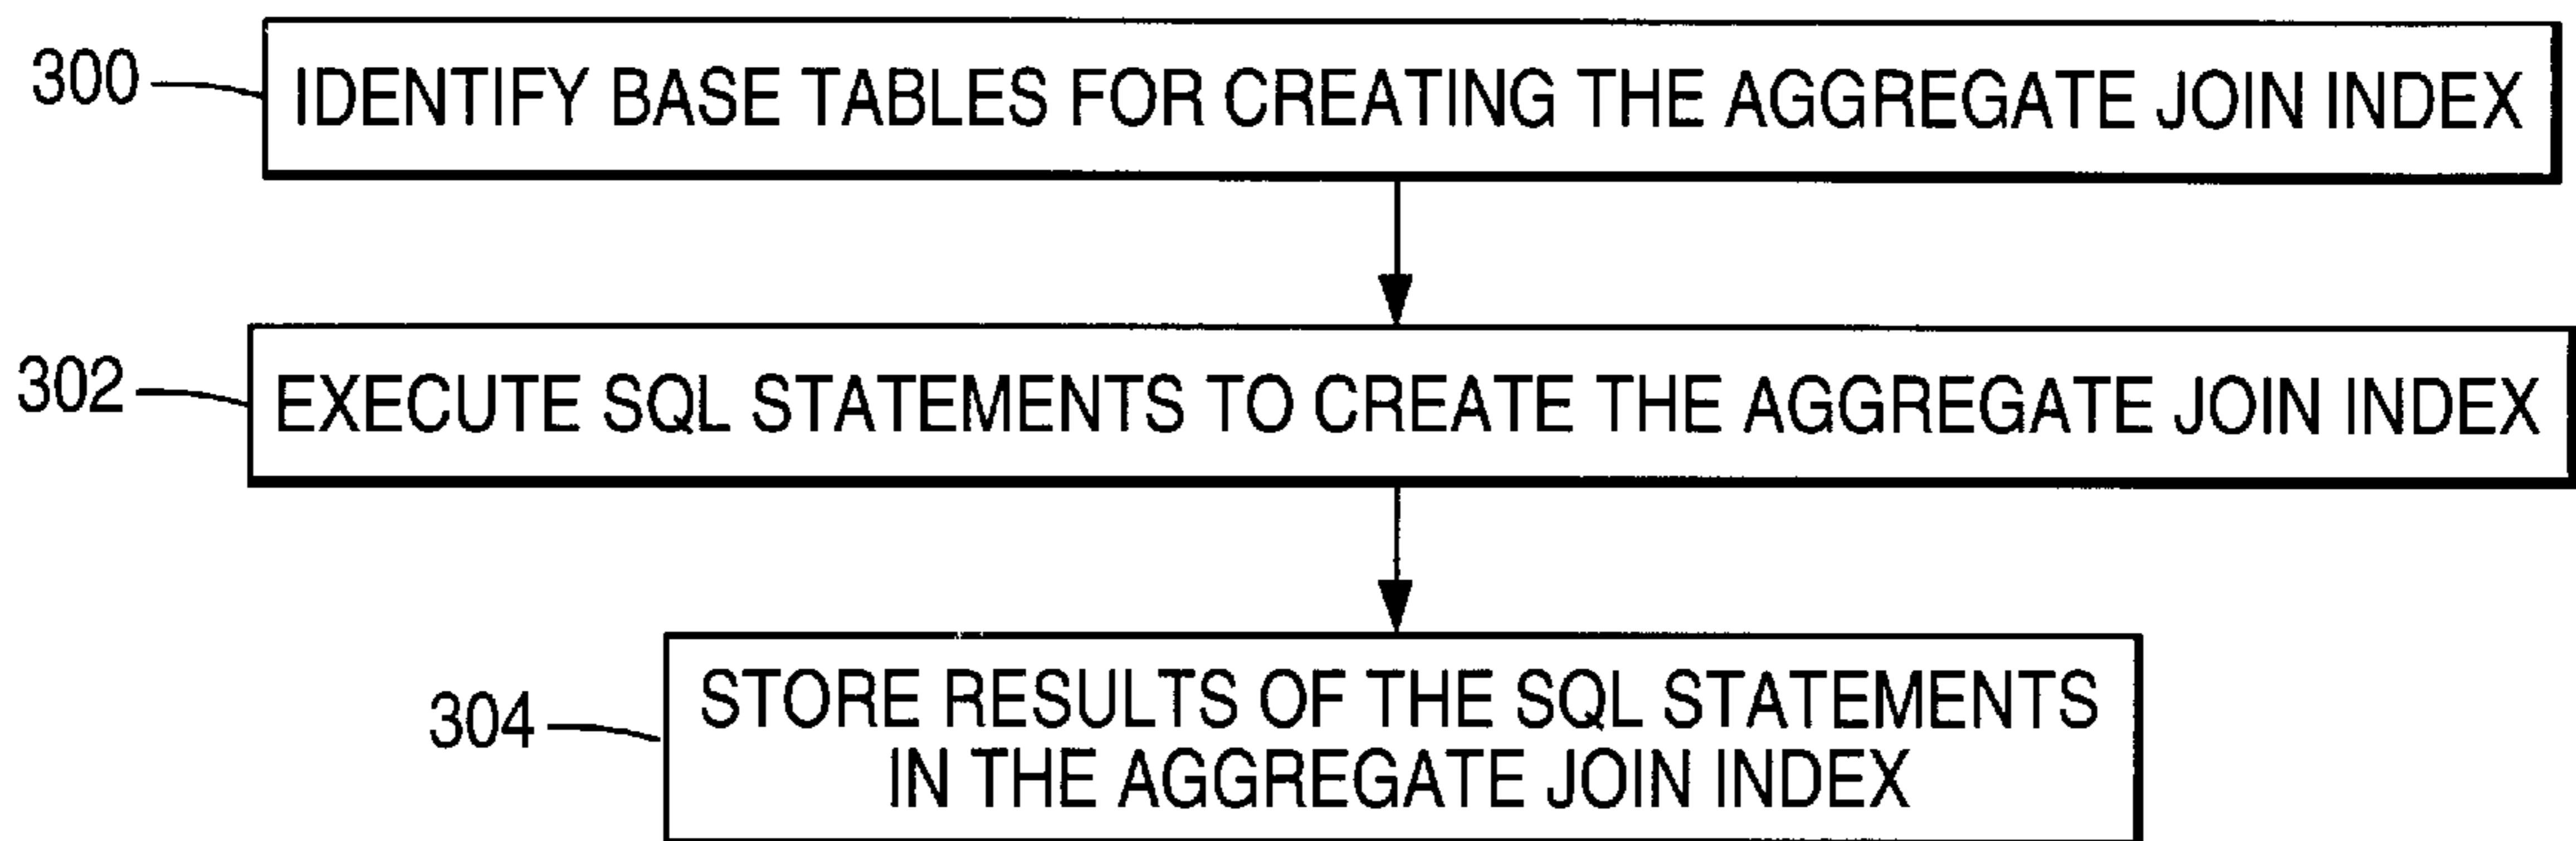 300
IDENTIFY BASE TABLES FOR CREATING THE AGGREGATE JOIN INDEX
302
EXECUTE SQL STATEMENTS TO CREATE THE AGGREGATE JOIN INDEX
304
STORE RESULTS OF THE SQL STATEMENTS
IN THE AGGREGATE JOIN INDEX